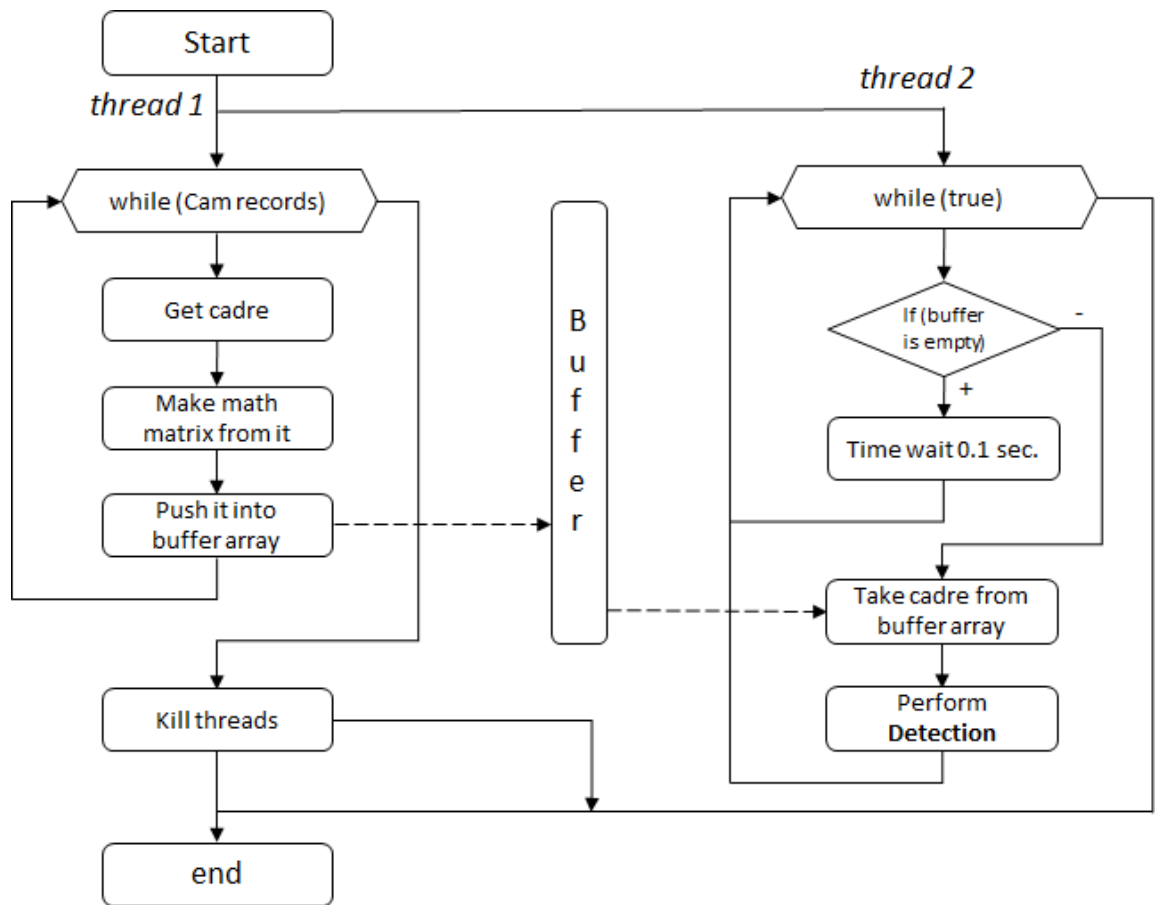 Start
thread 1
thread 2
while (Cam records)
while (true)
Get cadre
If (buffer
is empty)
-
+
Make math
matrix from it
Time wait 0.1 sec.
Push it into
buffer array
B
u
f
f
e
r
Take cadre from
buffer array
Kill threads
Perform
Detection
end